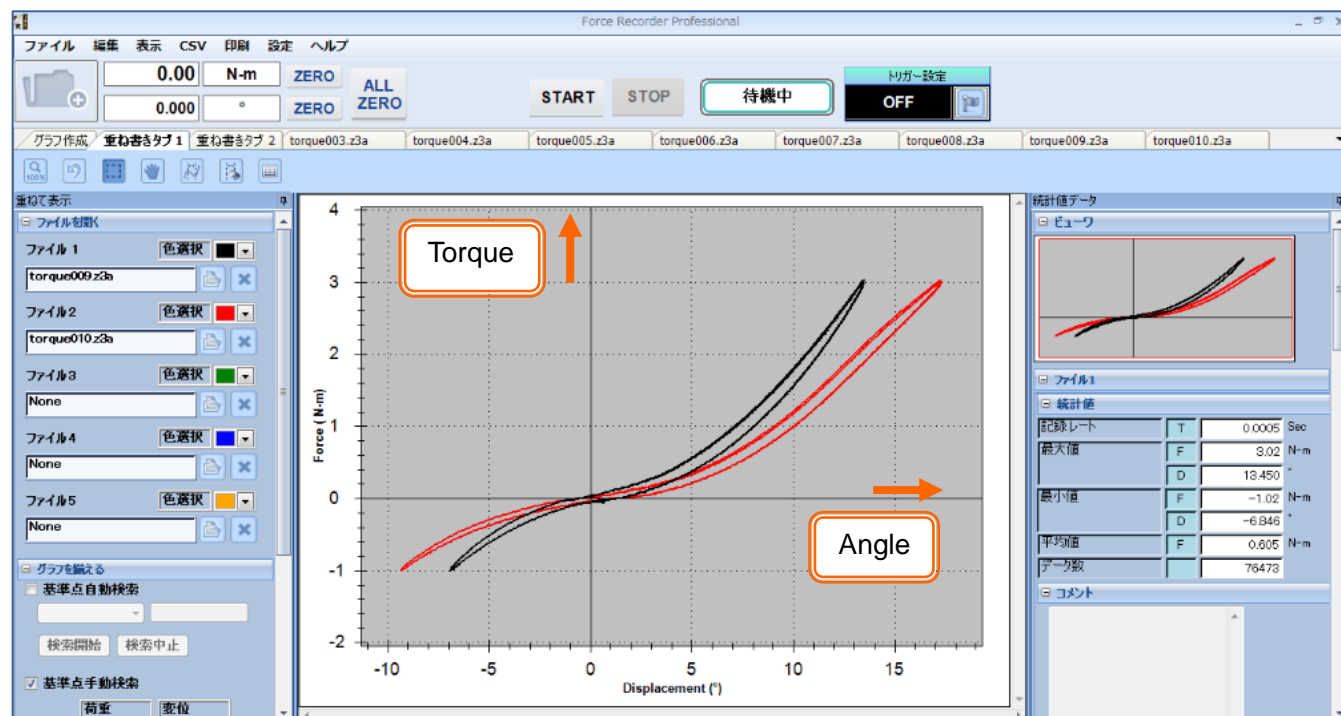 Force Recorder Professional
ファイル 編集 表示 CSV 印刷 設定 ヘルプ
0.00 N-m ZERO
0.000 ° ZERO
ALL ZERO
START STOP 待機中
トリガー設定
OFF
グラフ作成 重ね書きタブ 1 重ね書きタブ 2 torque003.z3a torque004.z3a torque005.z3a torque006.z3a torque007.z3a torque008.z3a torque009.z3a torque010.z3a
100%
重ねて表示
ファイルを開く
ファイル 1 色選択
torque009.z3a
ファイル2 色選択
torque010.z3a
ファイル3 色選択
None
ファイル4 色選択
None
ファイル5 色選択
None
グラフを揃える
基準点自動検索
検索開始 検索中止
基準点手動検索
荷重 変位
Torque
Angle
Force (N-m)
4
3
2
1
0
-1
-2
-10 -5 0 5 10 15
Displacement (°)
統計値データ
ビューワ
ファイル1
統計値
記録レート T 0.0005 Sec
最大値 F 3.02 N-m
D 13.450 °
最小値 F -1.02 N-m
D -6.846 °
平均値 F 0.605 N-m
データ数 76473
コメント